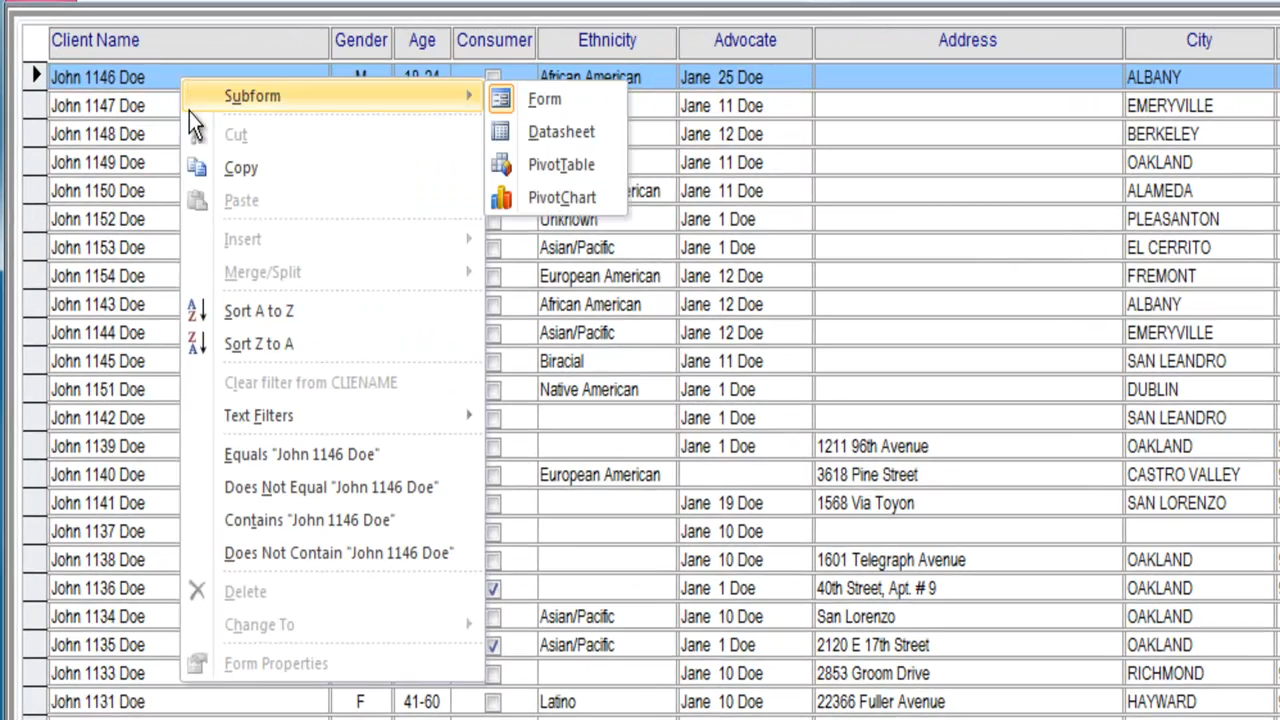 Client Name Gender Age Consumer Ethnicity Advocate Address City
John 1146 Doe M 18-24 African American Jane 25 Doe ALBANY
Subform
Form
John 1147 Doe Jane 11 Doe EMERYVILLE
John 1148 Doe Cut Datasheet Jane 12 Doe BERKELEY
John 1149 Doe Copy PivotTable Jane 11 Doe OAKLAND
John 1150 Doe Paste PivotChart rican Jane 11 Doe ALAMEDA
John 1152 Doe Unknown Jane 1 Doe PLEASANTON
John 1153 Doe Insert Asian/Pacific Jane 1 Doe EL CERRITO
John 1154 Doe Merge/Split European American Jane 12 Doe FREMONT
John 1143 Doe Sort A to Z African American Jane 12 Doe ALBANY
John 1144 Doe Sort Z to A Asian/Pacific Jane 12 Doe EMERYVILLE
John 1145 Doe Biracial Jane 11 Doe SAN LEANDRO
John 1151 Doe Clear filter from CLIENAME Native American Jane 1 Doe DUBLIN
John 1142 Doe Text Filters Jane 1 Doe SAN LEANDRO
John 1139 Doe Equals "John 1146 Doe" Jane 1 Doe 1211 96th Avenue OAKLAND
John 1140 Doe Does Not Equal "John 1146 Doe" European American 3618 Pine Street CASTRO VALLEY
John 1141 Doe Contains "John 1146 Doe" Jane 19 Doe 1568 Via Toyon SAN LORENZO
John 1137 Doe Jane 10 Doe
John 1138 Doe Does Not Contain "John 1146 Doe" Jane 10 Doe 1601 Telegraph Avenue OAKLAND
John 1136 Doe Delete Jane 1 Doe 40th Street, Apt. # 9 OAKLAND
John 1134 Doe Change To Asian/Pacific Jane 10 Doe San Lorenzo OAKLAND
John 1135 Doe Asian/Pacific Jane 1 Doe 2120 E 17th Street OAKLAND
John 1133 Doe Form Properties Jane 10 Doe 2853 Groom Drive RICHMOND
John 1131 Doe F 41-60 Latino Jane 10 Doe 22366 Fuller Avenue HAYWARD